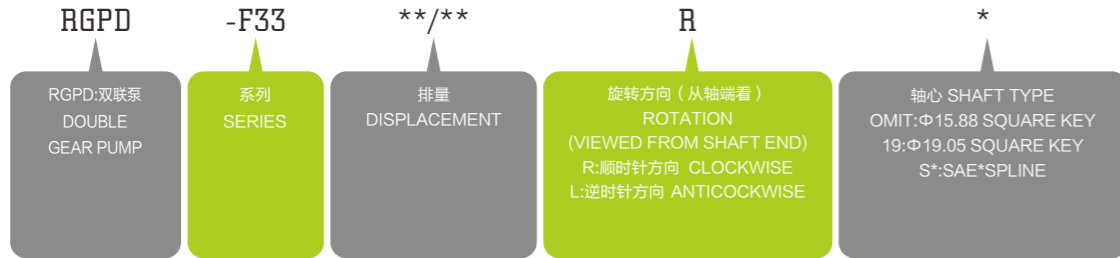 RGPD -F33 **/** R *
RGPD:双联泵
DOUBLE
GEAR PUMP
系列
SERIES
排量
DISPLACEMENT
旋转方向（从轴端看）
ROTATION
(VIEWED FROM SHAFT END)
R:顺时针方向 CLOCKWISE
L:逆时针方向 ANTICOCKWISE
轴心 SHAFT TYPE
OMIT:Φ15.88 SQUARE KEY
19:Φ19.05 SQUARE KEY
S*:SAE*SPLINE